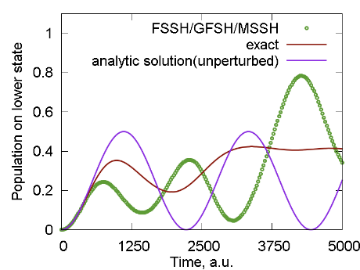 FSSH/GFSH/MSSH
exact
analytic solution(unperturbed)
Population on lower state
1
0.8
0.6
0.4
0.2
0
0 1250 2500 3750 5000
Time, a.u.